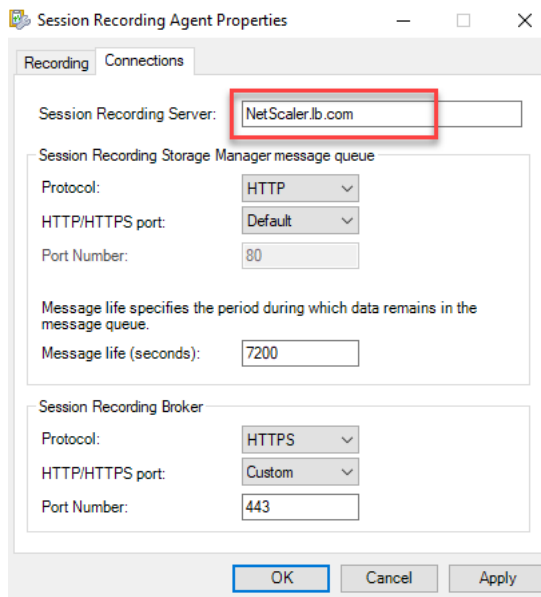 Session Recording Agent Properties
Recording
Connections
Session Recording Server: NetScaler.lb.com
Session Recording Storage Manager message queue
Protocol: HTTP
HTTP/HTTPS port: Default
Port Number: 80
Message life specifies the period during which data remains in the
message queue.
Message life (seconds): 7200
Session Recording Broker
Protocol: HTTPS
HTTP/HTTPS port: Custom
Port Number: 443
OK Cancel Apply